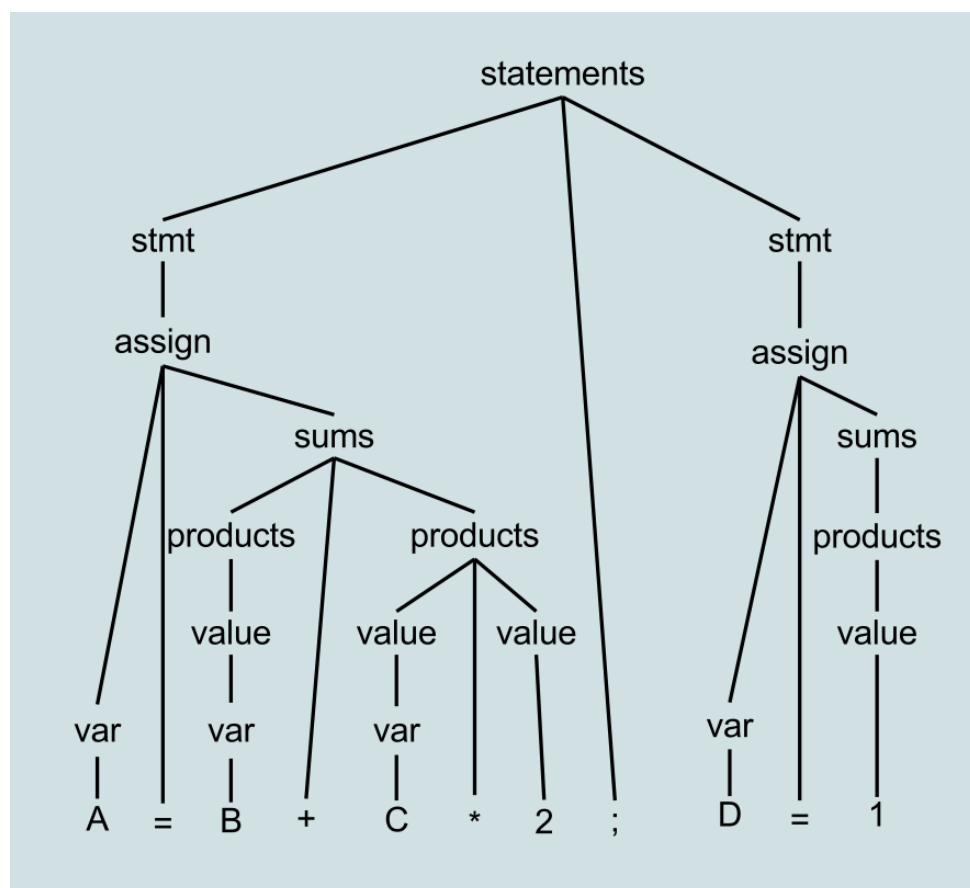 statements
stmt stmt
assign
assign
sums sums
products products products
value value value value
var var var var
A = B + C * 2 ; D = 1